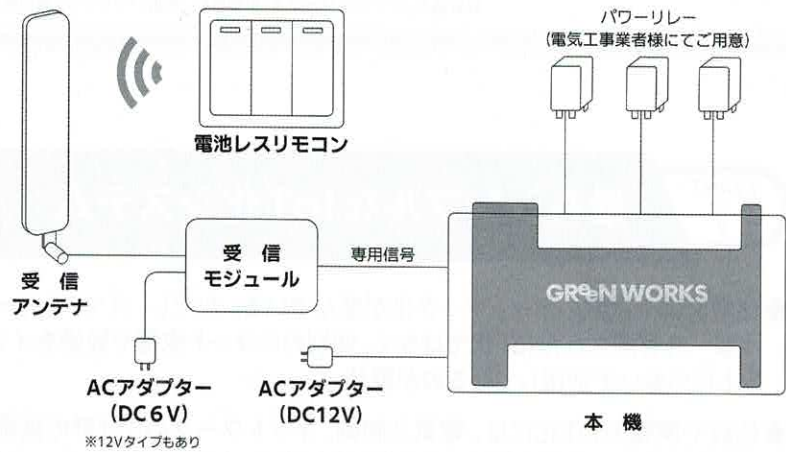 パワーリレー
(電気工事業者様にてご用意)
電池レスリモコン
受 信
アンテナ
受 信
モジュール
専用信号
GReeN WORKS
ACアダプター
(DC6V)
※12Vタイプもあり
ACアダプター
(DC12V)
本 機